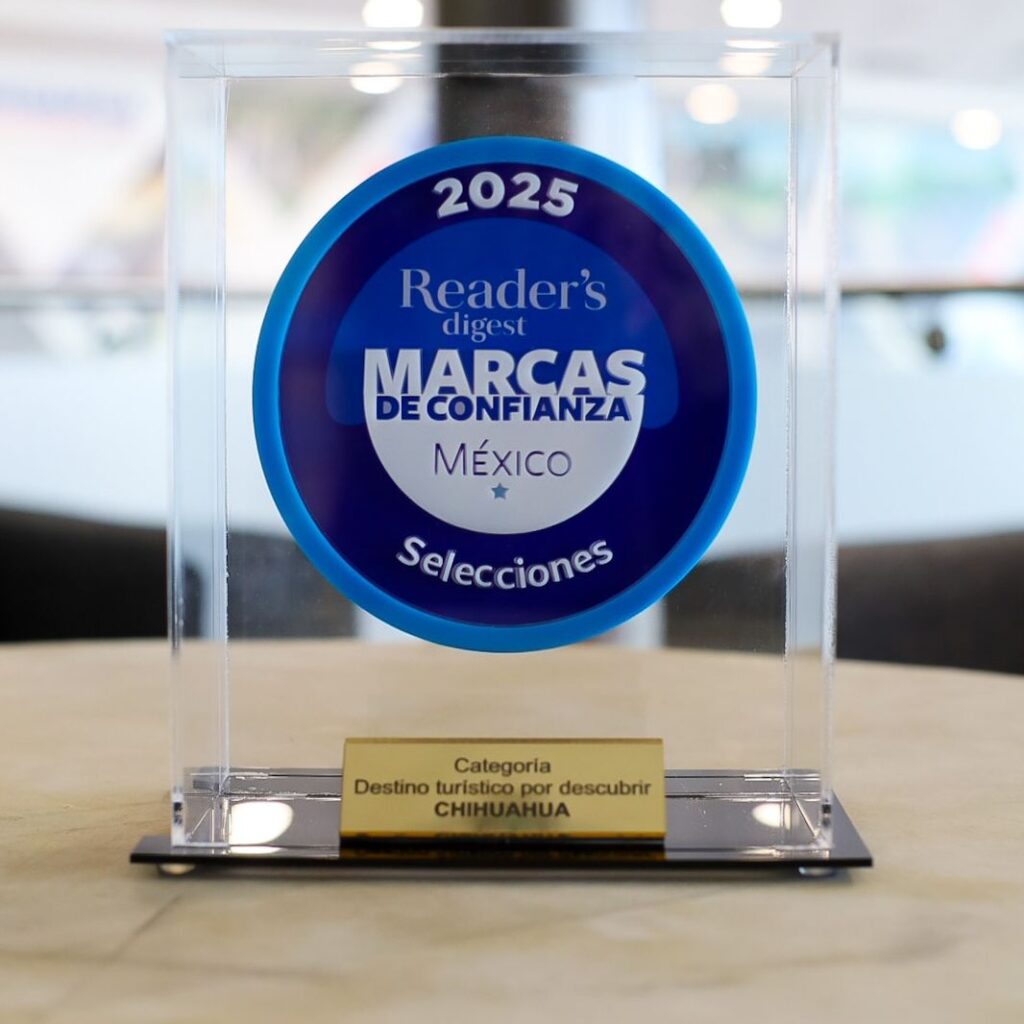 2025
Reader's
digest
MARCAS
DE CONFIANZA
MÉXICO
Selecciones
Categoría
Destino turístico por descubrir
CHIHUAHUA